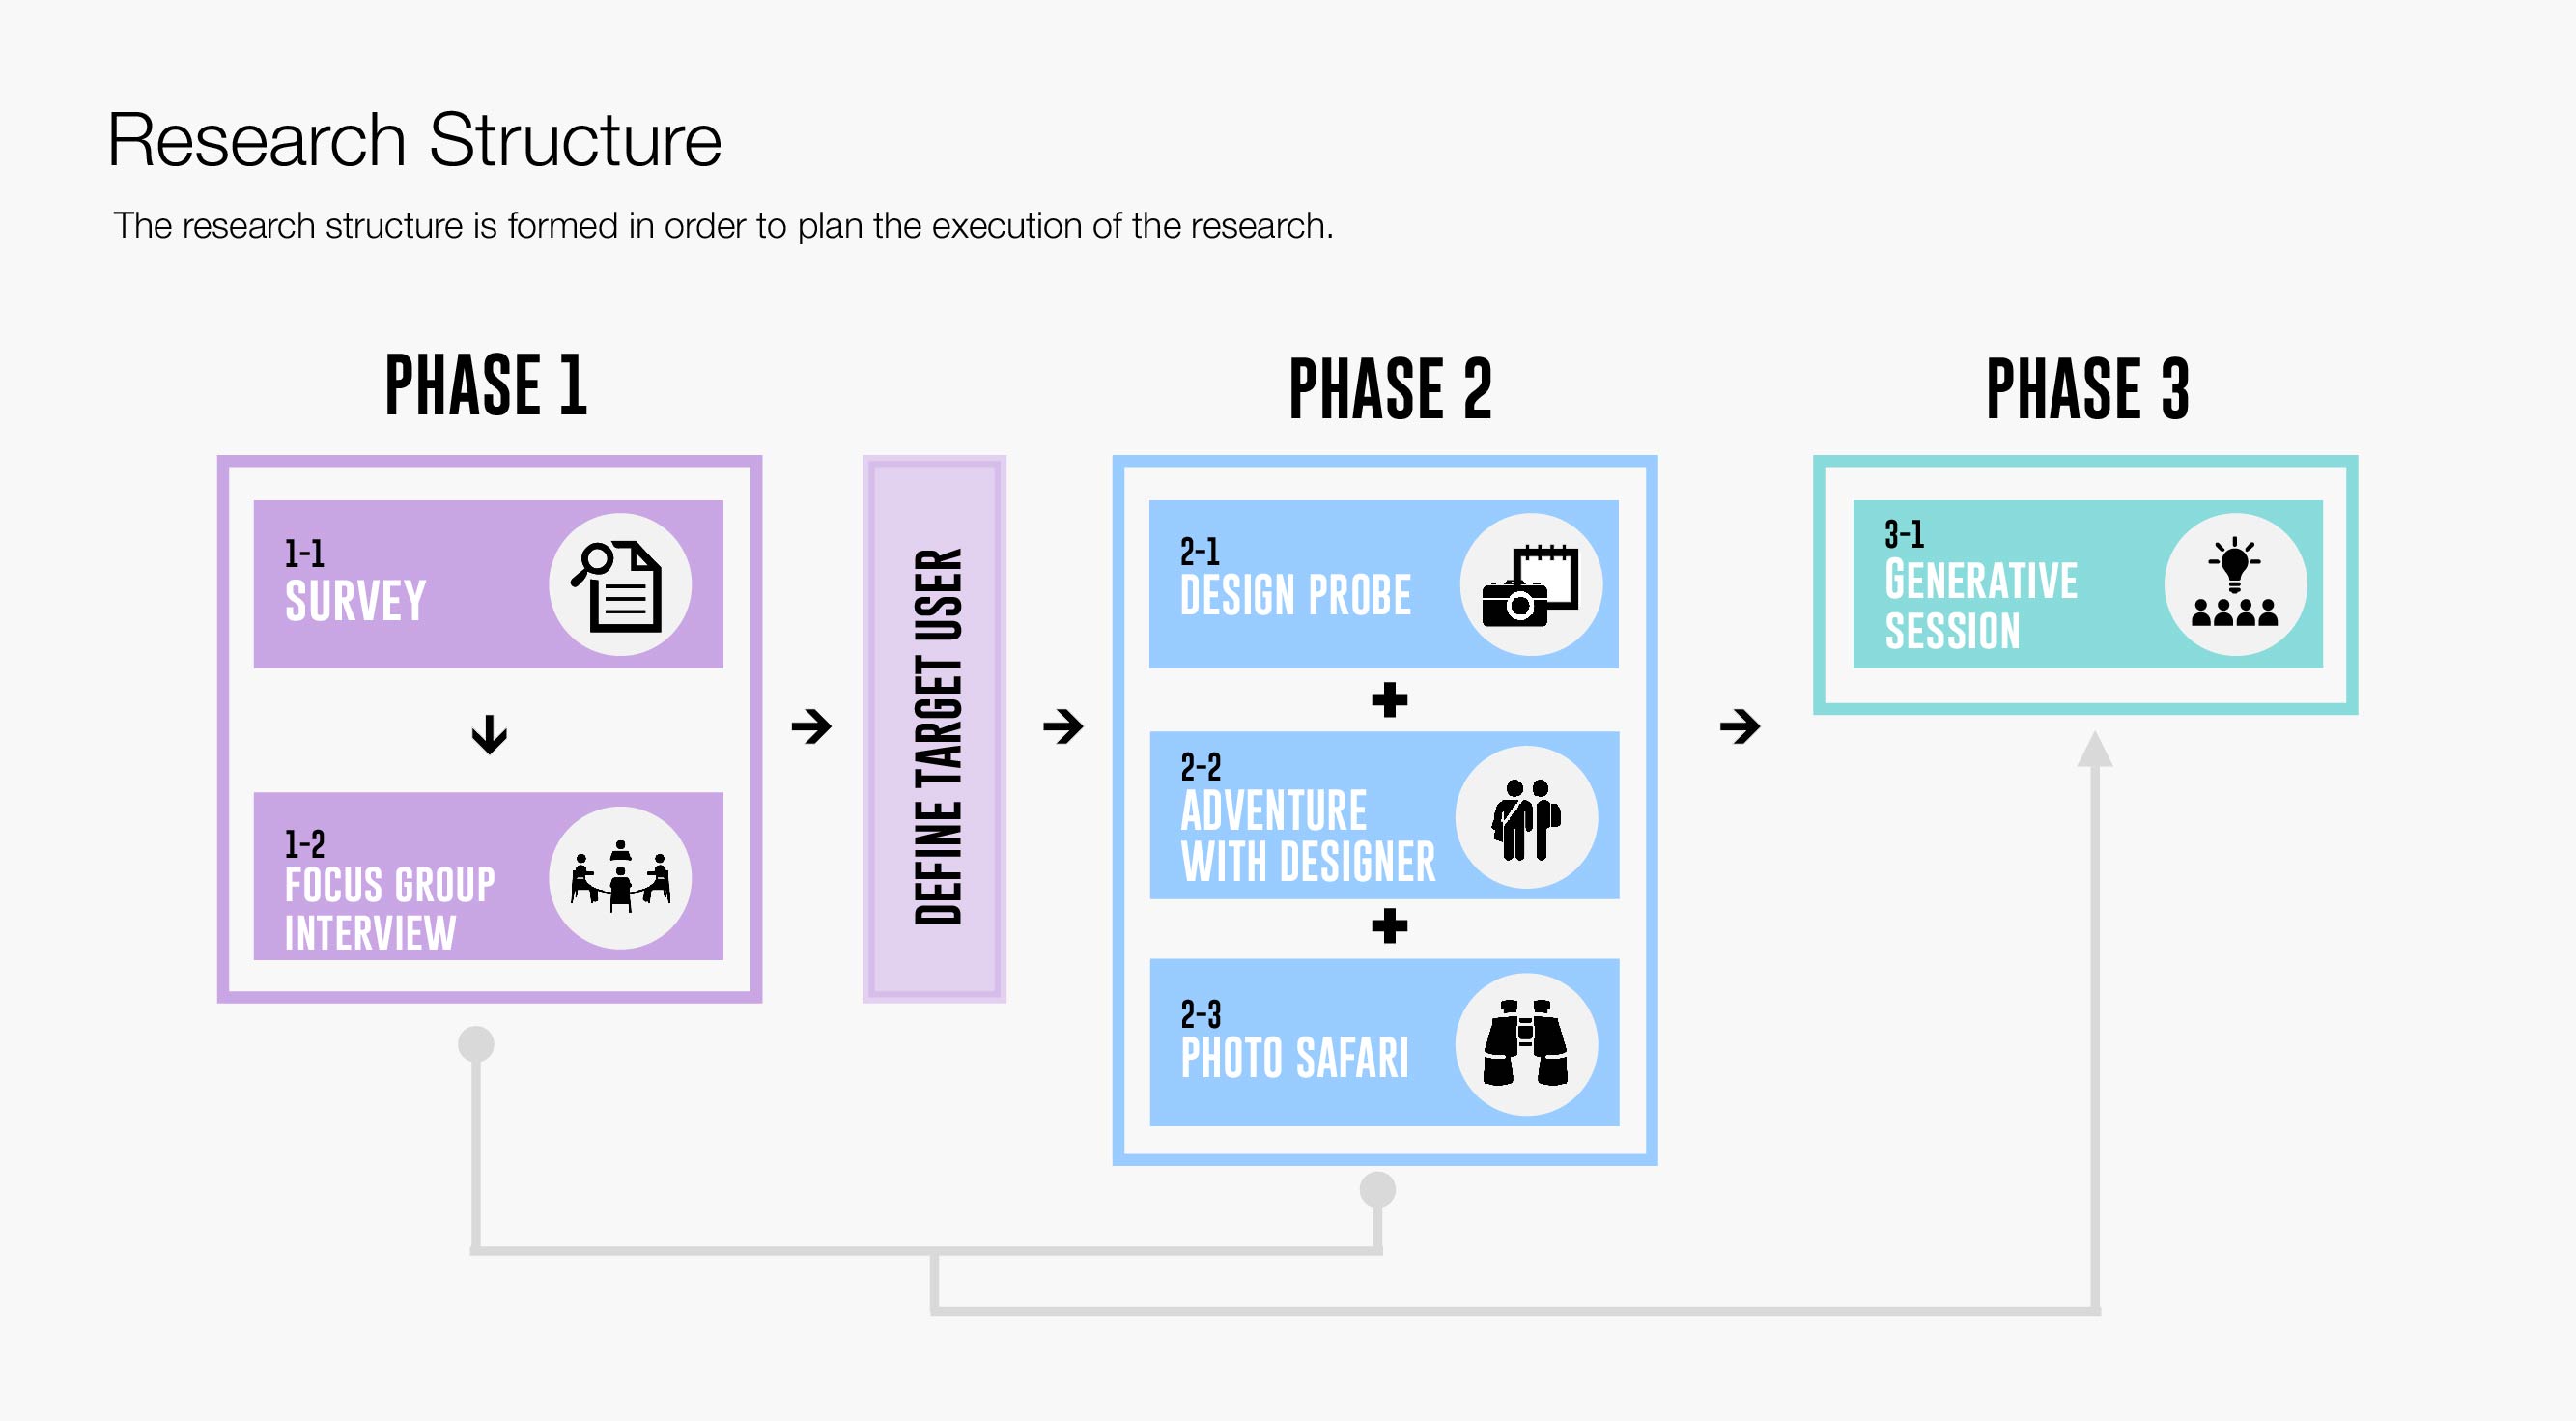 Research Structure
The research structure is formed in order to plan the execution of the research.
PHASE 1
1-1
SURVEY
1-2
FOCUS GROUP
INTERVIEW
DEFINE TARGET USER
PHASE 2
2-1
DESIGN PROBE
2-2
ADVENTURE
WITH DESIGNER
2-3
PHOTO SAFARI
PHASE 3
3-1
GENERATIVE
SESSION